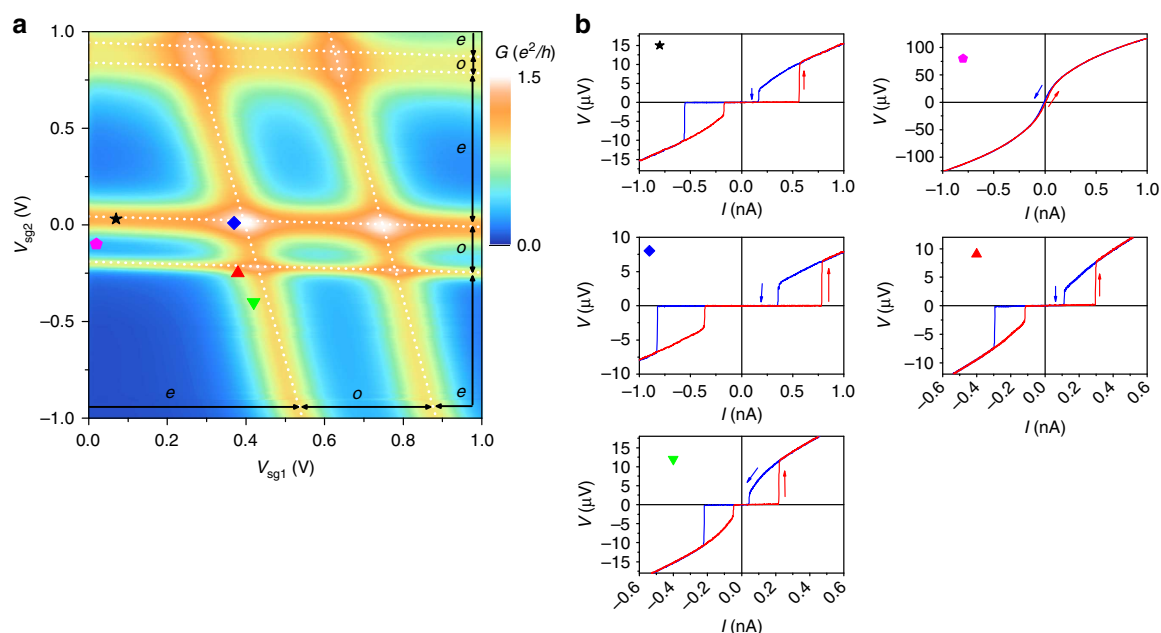 a
1.0
0.5
0.0
−0.5
−1.0
V_sg2 (V)
0.0 0.2 0.4 0.6 0.8 1.0
V_sg1 (V)
e
o
e
o
e
e o
G (e²/h)
1.5
0.0
b
15
10
5
0
−5
−10
−15
V (µV)
−1.0 −0.5 0.0 0.5 1.0
I (nA)
100
50
0
−50
−100
V (µV)
−1.0 −0.5 0.0 0.5 1.0
I (nA)
10
5
0
−5
−10
V (µV)
−1.0 −0.5 0.0 0.5 1.0
I (nA)
10
5
0
−5
−10
V (µV)
−0.6 −0.4 −0.2 0.0 0.2 0.4 0.6
I (nA)
15
10
5
0
−5
−10
−15
V (µV)
−0.6 −0.4 −0.2 0.0 0.2 0.4 0.6
I (nA)